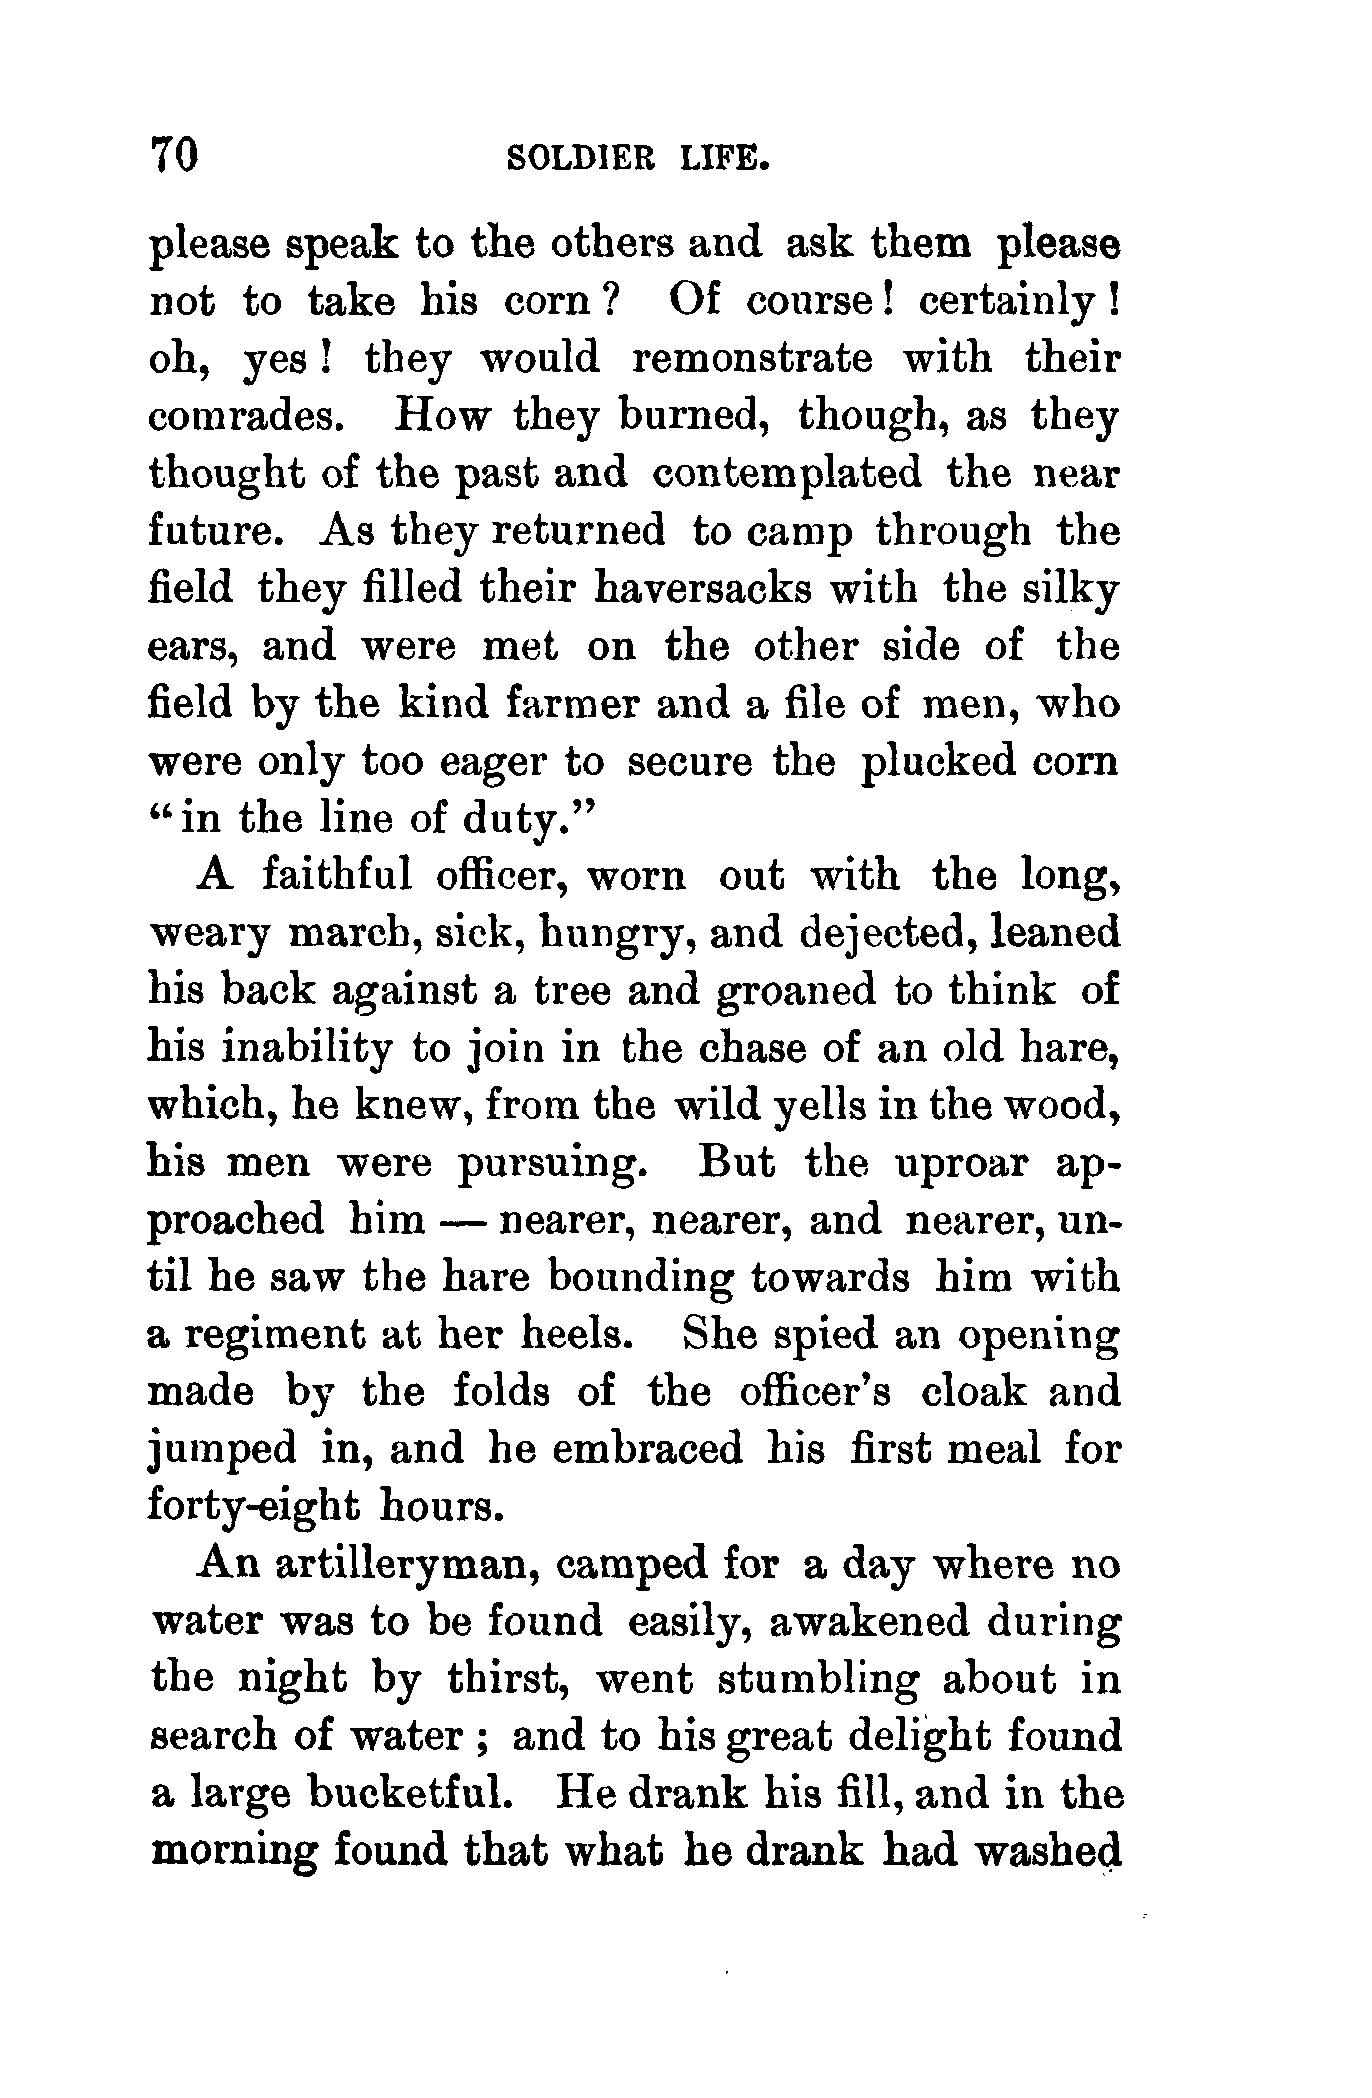 70 SOLDIER LIFE.
please speak to the others and ask them please
not to take his corn? Of course! certainly!
oh, yes! they would remonstrate with their
comrades. How they burned, though, as they
thought of the past and contemplated the near
future. As they returned to camp through the
field they filled their haversacks with the silky
ears, and were met on the other side of the
field by the kind farmer and a file of men, who
were only too eager to secure the plucked corn
“in the line of duty.”
A faithful officer, worn out with the long,
weary march, sick, hungry, and dejected, leaned
his back against a tree and groaned to think of
his inability to join in the chase of an old hare,
which, he knew, from the wild yells in the wood,
his men were pursuing. But the uproar ap-
proached him — nearer, nearer, and nearer, un-
til he saw the hare bounding towards him with
a regiment at her heels. She spied an opening
made by the folds of the officer’s cloak and
jumped in, and he embraced his first meal for
forty-eight hours.
An artilleryman, camped for a day where no
water was to be found easily, awakened during
the night by thirst, went stumbling about in
search of water; and to his great delight found
a large bucketful. He drank his fill, and in the
morning found that what he drank had washed